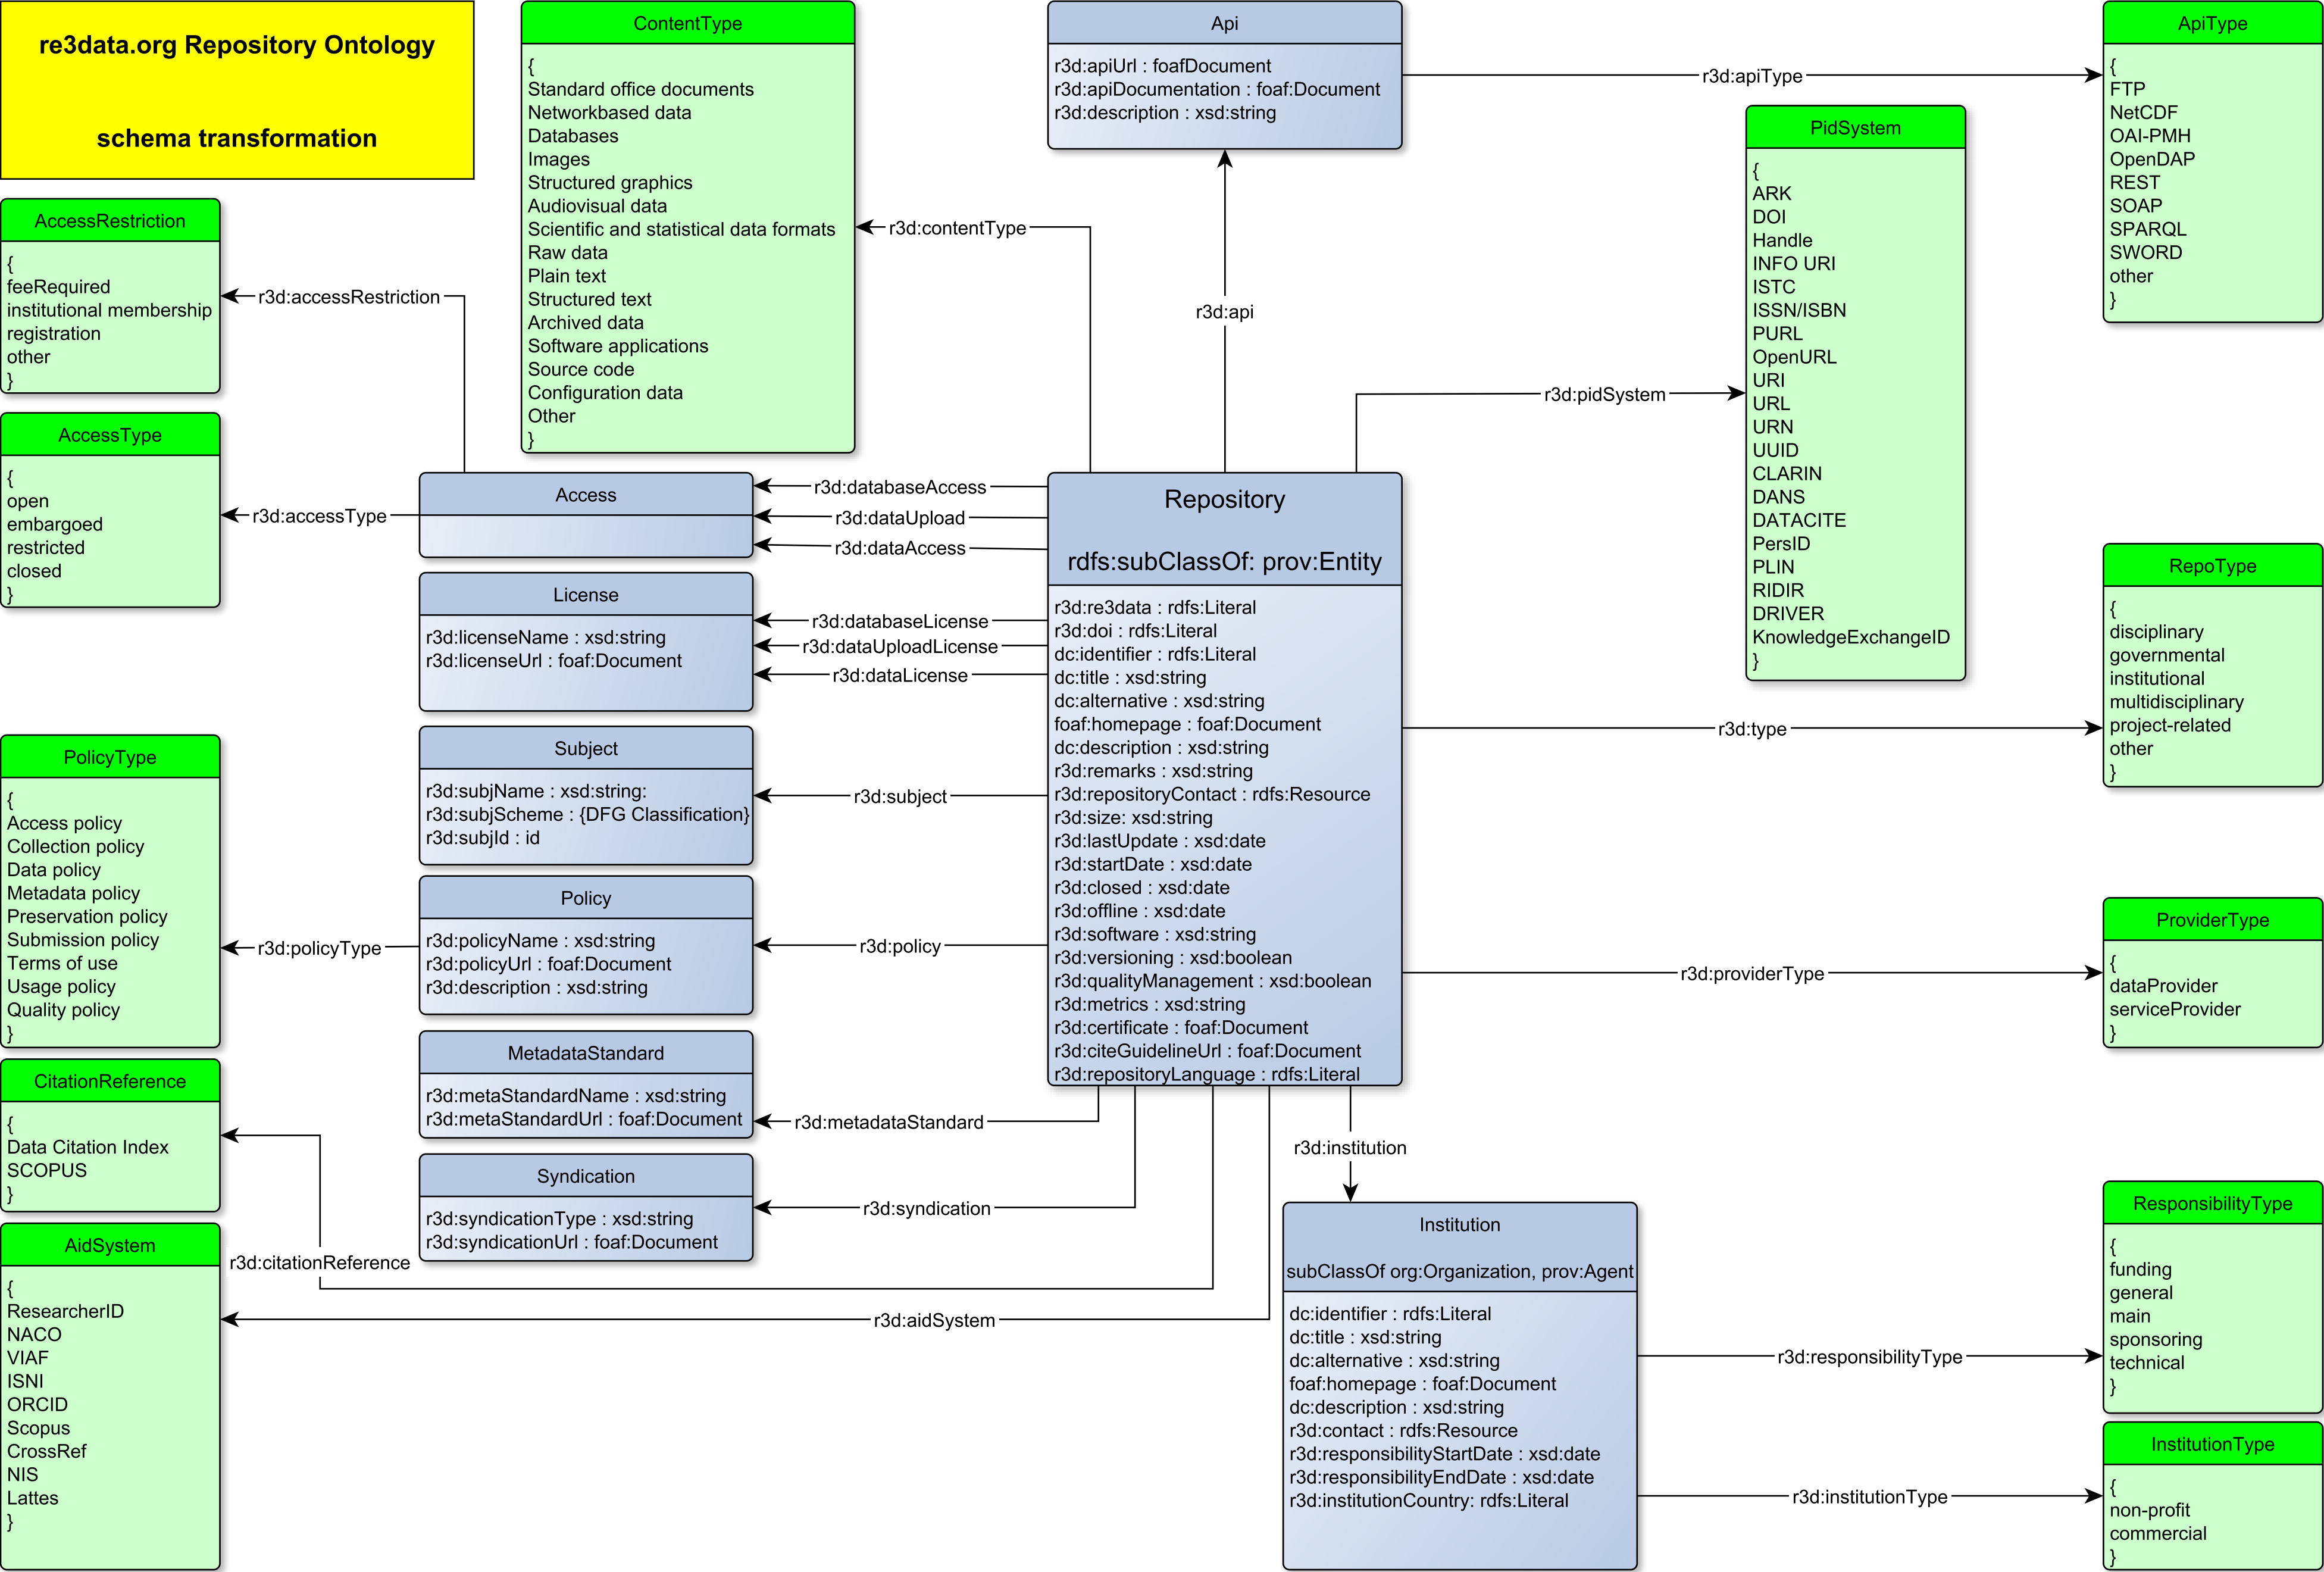 re3data.org Repository Ontology
schema transformation
ContentType
{
Standard office documents
Networkbased data
Databases
Images
Structured graphics
Audiovisual data
Scientific and statistical data formats
Raw data
Plain text
Structured text
Archived data
Software applications
Source code
Configuration data
Other
}
Api
r3d:apiUrl : foafDocument
r3d:apiDocumentation : foaf:Document
r3d:description : xsd:string
r3d:apiType
ApiType
{
FTP
NetCDF
OAI-PMH
OpenDAP
REST
SOAP
SPARQL
SWORD
other
}
PidSystem
{
ARK
DOI
Handle
INFO URI
ISTC
ISSN/ISBN
PURL
OpenURL
URI
URL
URN
UUID
CLARIN
DANS
DATACITE
PersID
PLIN
RIDIR
DRIVER
KnowledgeExchangeID
}
AccessRestriction
{
feeRequired
institutional membership
registration
other
}
r3d:accessRestriction
r3d:contentType
r3d:api
r3d:pidSystem
AccessType
{
open
embargoed
restricted
closed
}
r3d:accessType
Access
r3d:databaseAccess
r3d:dataUpload
r3d:dataAccess
License
r3d:licenseName : xsd:string
r3d:licenseUrl : foaf:Document
r3d:databaseLicense
r3d:dataUploadLicense
r3d:dataLicense
Repository
rdfs:subClassOf: prov:Entity
r3d:re3data : rdfs:Literal
r3d:doi : rdfs:Literal
dc:identifier : rdfs:Literal
dc:title : xsd:string
dc:alternative : xsd:string
foaf:homepage : foaf:Document
dc:description : xsd:string
r3d:remarks : xsd:string
r3d:repositoryContact : rdfs:Resource
r3d:size: xsd:string
r3d:lastUpdate : xsd:date
r3d:startDate : xsd:date
r3d:closed : xsd:date
r3d:offline : xsd:date
r3d:software : xsd:string
r3d:versioning : xsd:boolean
r3d:qualityManagement : xsd:boolean
r3d:metrics : xsd:string
r3d:certificate : foaf:Document
r3d:citeGuidelineUrl : foaf:Document
r3d:repositoryLanguage : rdfs:Literal
RepoType
{
disciplinary
governmental
institutional
multidisciplinary
project-related
other
}
r3d:type
Subject
r3d:subjName : xsd:string:
r3d:subjScheme : {DFG Classification}
r3d:subjId : id
r3d:subject
PolicyType
{
Access policy
Collection policy
Data policy
Metadata policy
Preservation policy
Submission policy
Terms of use
Usage policy
Quality policy
}
r3d:policyType
Policy
r3d:policyName : xsd:string
r3d:policyUrl : foaf:Document
r3d:description : xsd:string
r3d:policy
r3d:providerType
ProviderType
{
dataProvider
serviceProvider
}
MetadataStandard
r3d:metaStandardName : xsd:string
r3d:metaStandardUrl : foaf:Document
r3d:metadataStandard
CitationReference
{
Data Citation Index
SCOPUS
}
Syndication
r3d:syndicationType : xsd:string
r3d:syndicationUrl : foaf:Document
r3d:syndication
r3d:institution
r3d:citationReference
AidSystem
{
ResearcherID
NACO
VIAF
ISNI
ORCID
Scopus
CrossRef
NIS
Lattes
}
r3d:aidSystem
Institution
subClassOf org:Organization, prov:Agent
dc:identifier : rdfs:Literal
dc:title : xsd:string
dc:alternative : xsd:string
foaf:homepage : foaf:Document
dc:description : xsd:string
r3d:contact : rdfs:Resource
r3d:responsibilityStartDate : xsd:date
r3d:responsibilityEndDate : xsd:date
r3d:institutionCountry: rdfs:Literal
r3d:responsibilityType
ResponsibilityType
{
funding
general
main
sponsoring
technical
}
r3d:institutionType
InstitutionType
{
non-profit
commercial
}